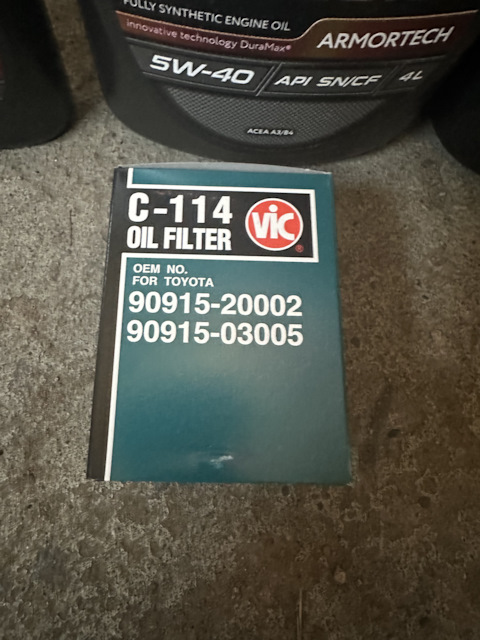 FULLY SYNTHETIC ENGINE OIL
innovative technology DuraMax®
ARMORTECH
5W-40
API SN/CF
4L
ACEA A3/B4
C-114
OIL FILTER
VIC®
OEM NO.
FOR TOYOTA
90915-20002
90915-03005